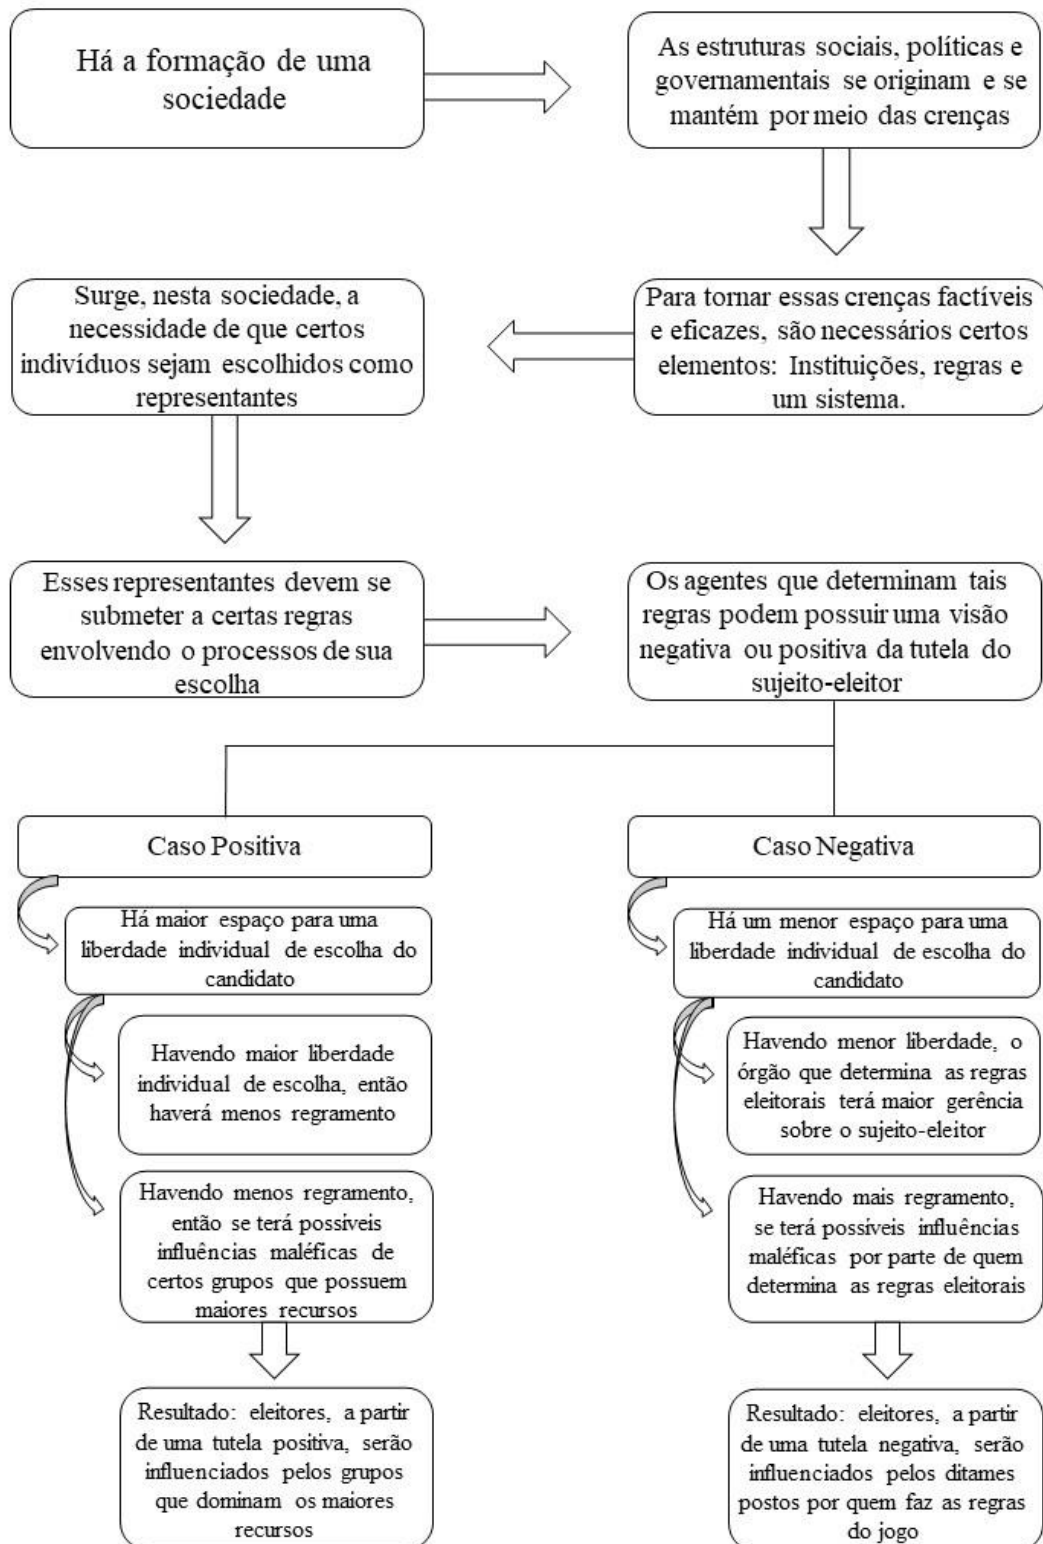 Há a formação de uma
sociedade
As estruturas sociais, políticas e
governamentais se originam e se
mantém por meio das crenças
Para tornar essas crenças factíveis
e eficazes, são necessários certos
elementos: Instituições, regras e
um sistema.
Surge, nesta sociedade, a
necessidade de que certos
indivíduos sejam escolhidos como
representantes
Esses representantes devem se
submeter a certas regras
envolvendo o processos de sua
escolha
Os agentes que determinam tais
regras podem possuir uma visão
negativa ou positiva da tutela do
sujeito-eleitor
Caso Positiva
Há maior espaço para uma
liberdade individual de escolha do
candidato
Havendo maior liberdade
individual de escolha, então
haverá menos regramento
Havendo menos regramento,
então se terá possíveis
influências maléficas de
certos grupos que possuem
maiores recursos
Resultado: eleitores, a partir
de uma tutela positiva, serão
influenciados pelos grupos
que dominam os maiores
recursos
Caso Negativa
Há um menor espaço para uma
liberdade individual de escolha do
candidato
Havendo menor liberdade, o
órgão que determina as regras
eleitorais terá maior gerência
sobre o sujeito-eleitor
Havendo mais regramento,
se terá possíveis influências
maléficas por parte de quem
determina as regras eleitorais
Resultado: eleitores, a partir
de uma tutela negativa, serão
influenciados pelos ditames
postos por quem faz as regras
do jogo